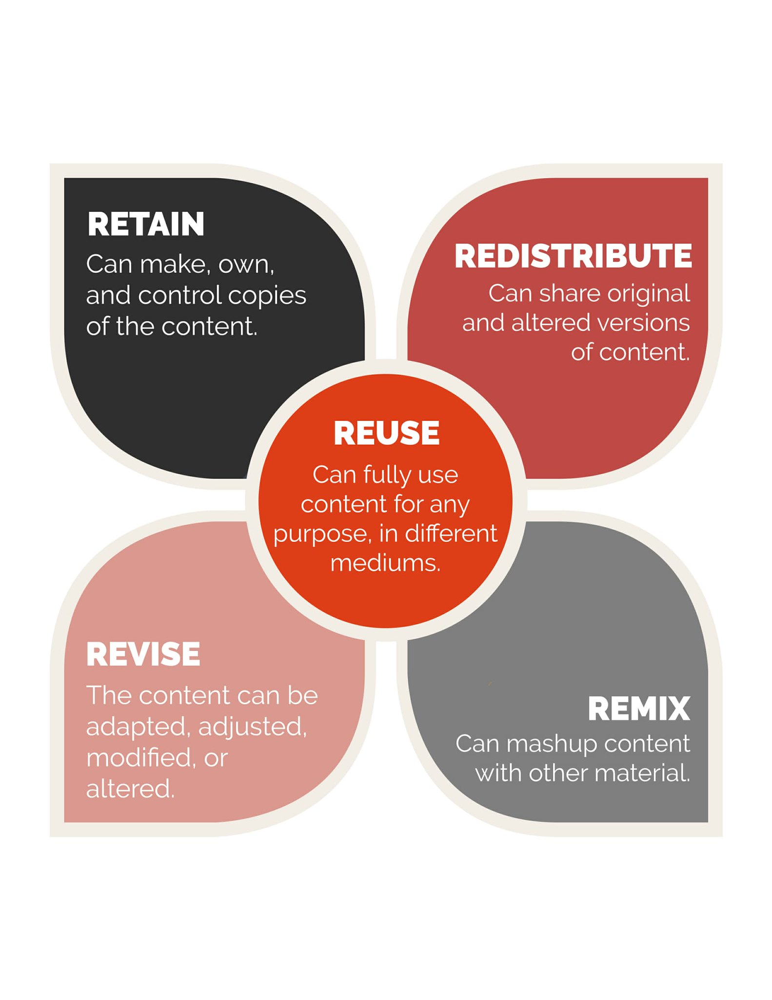 RETAIN
Can make, own,
and control copies
of the content.
REDISTRIBUTE
Can share original
and altered versions
of content.
REUSE
Can fully use
content for any
purpose, in different
mediums.
REVISE
The content can be
adapted, adjusted,
modified, or
altered.
REMIX
Can mashup content
with other material.